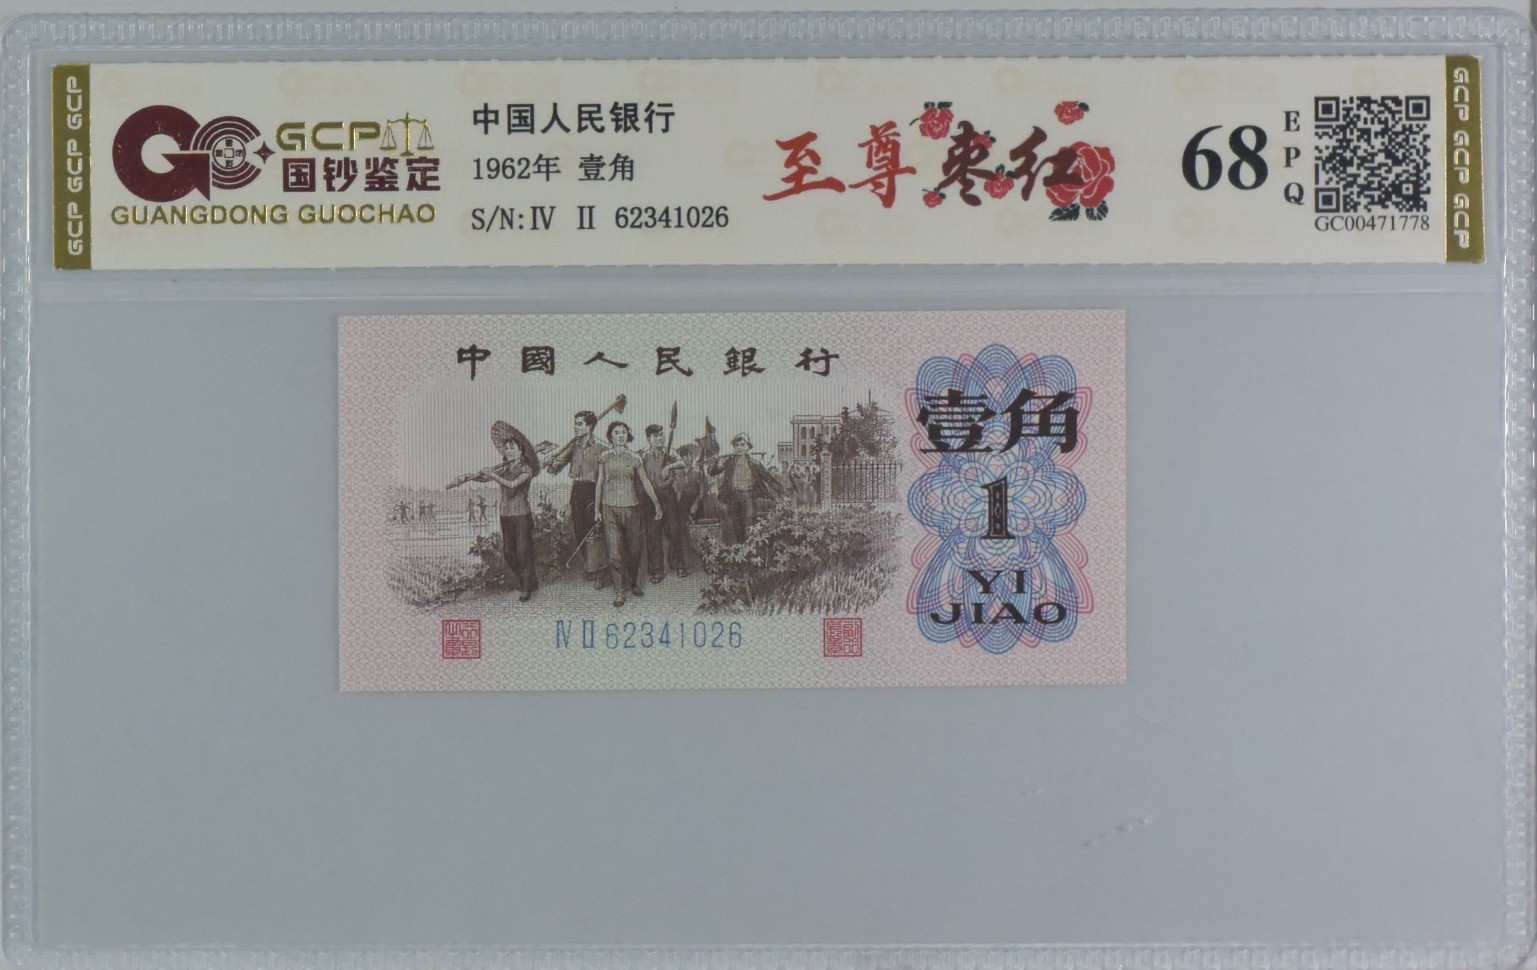 GCP GCP GCP
GCP
国钞鉴定
GUANGDONG GUOCHAO
中国人民银行
1962年 壹角
S/N: Ⅳ Ⅱ 62341026
至尊枣红
68
EPQ
GC00471778
GCP GCP GCP
中國人民銀行
壹角
1
YI
JIAO
Ⅳ Ⅱ 62341026